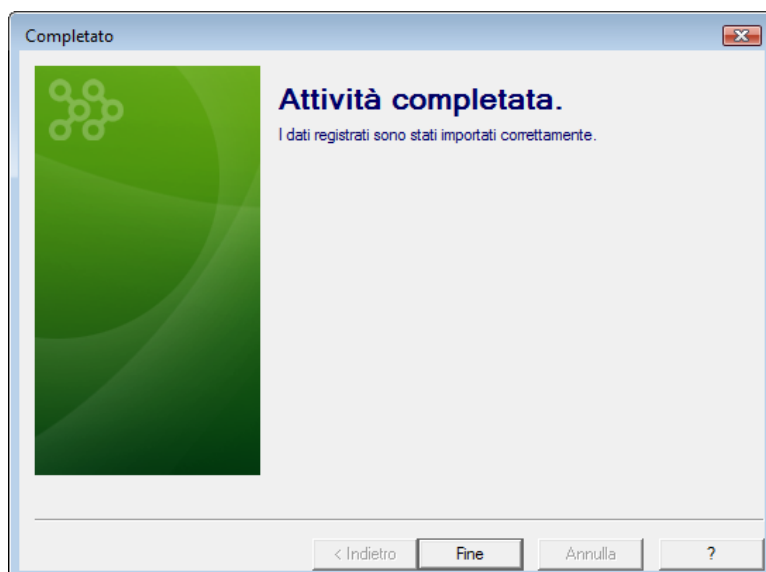 Completato
Attività completata.
I dati registrati sono stati importati correttamente.
< Indietro
Fine
Annulla
?